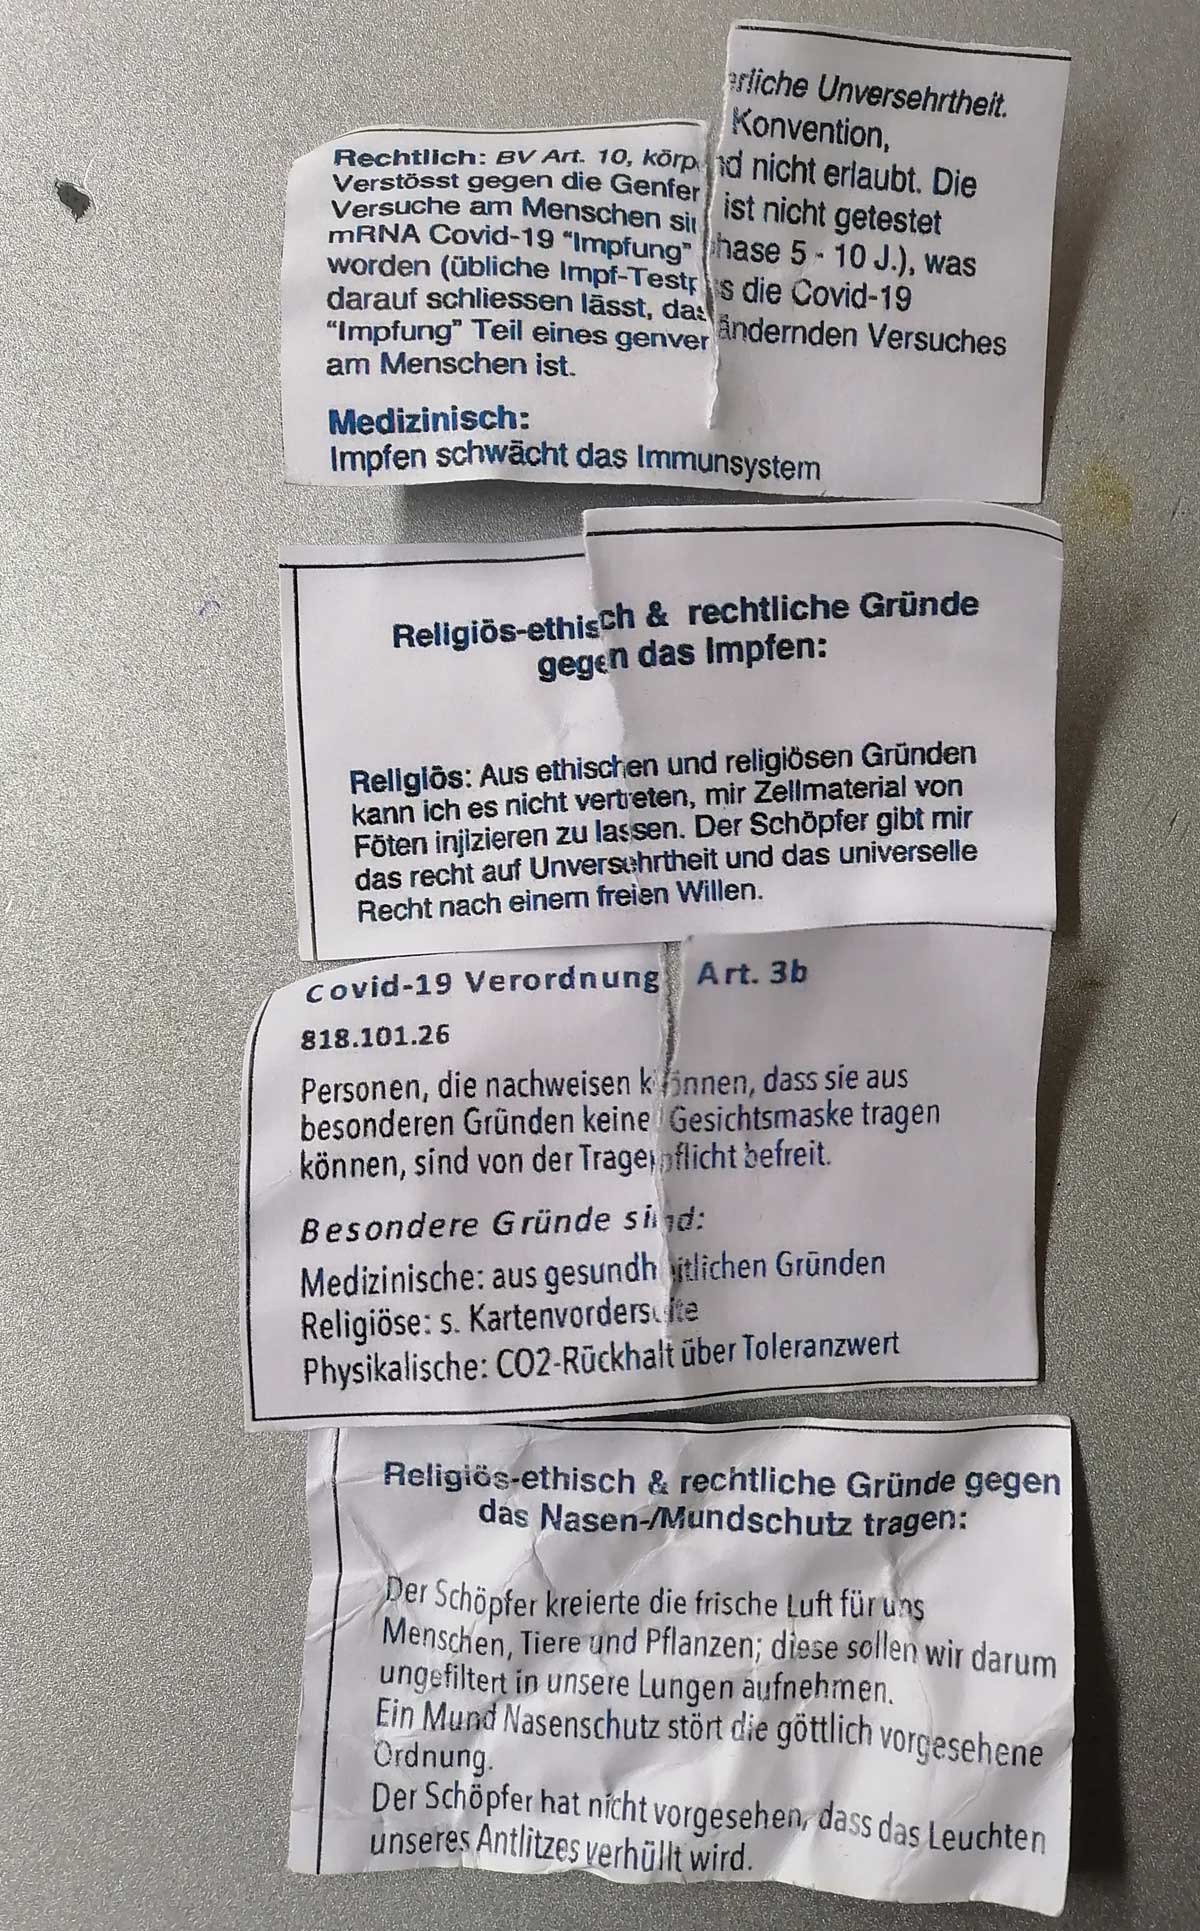 Rechtlich: BV Art. 10, körperliche Unversehrtheit.
Verstösst gegen die Genfer Konvention,
Versuche am Menschen sind nicht erlaubt. Die
mRNA Covid-19 “Impfung” ist nicht getestet
worden (übliche Impf-Testphase 5 - 10 J.), was
darauf schliessen lässt, dass die Covid-19
“Impfung” Teil eines genverändernden Versuches
am Menschen ist.
Medizinisch:
Impfen schwächt das Immunsystem
Religiös-ethisch & rechtliche Gründe
gegen das Impfen:
Religiös: Aus ethischen und religiösen Gründen
kann ich es nicht vertreten, mir Zellmaterial von
Föten injizieren zu lassen. Der Schöpfer gibt mir
das recht auf Unversehrtheit und das universelle
Recht nach einem freien Willen.
Covid-19 Verordnung Art. 3b
818.101.26
Personen, die nachweisen können, dass sie aus
besonderen Gründen keine Gesichtsmaske tragen
können, sind von der Tragepflicht befreit.
Besondere Gründe sind:
Medizinische: aus gesundheitlichen Gründen
Religiöse: s. Kartenvorderseite
Physikalische: CO2-Rückhalt über Toleranzwert
Religiös-ethisch & rechtliche Gründe gegen
das Nasen-/Mundschutz tragen:
Der Schöpfer kreierte die frische Luft für uns
Menschen, Tiere und Pflanzen; diese sollen wir darum
ungefiltert in unsere Lungen aufnehmen.
Ein Mund Nasenschutz stört die göttlich vorgesehene
Ordnung.
Der Schöpfer hat nicht vorgesehen, dass das Leuchten
unseres Antlitzes verhüllt wird.